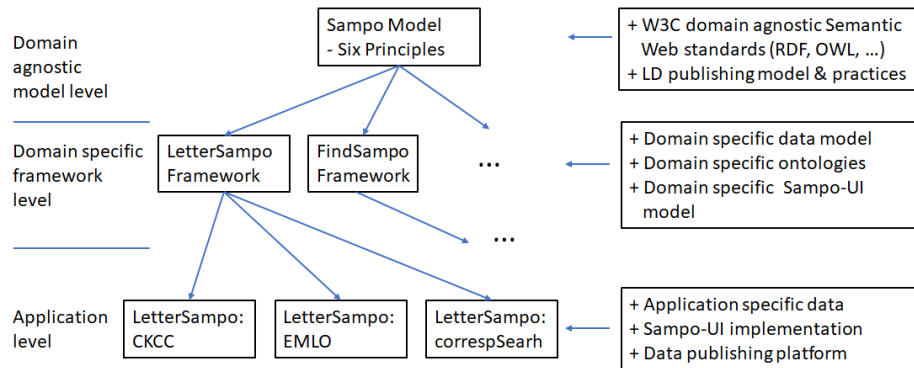 Domain
agnostic
model level
Sampo Model
- Six Principles
+ W3C domain agnostic Semantic
Web standards (RDF, OWL, ...)
+ LD publishing model & practices
Domain specific
framework
level
LetterSampo
Framework
FindSampo
Framework
...
+ Domain specific data model
+ Domain specific ontologies
+ Domain specific Sampo-UI
model
...
Application
level
LetterSampo:
CKCC
LetterSampo:
EMLO
LetterSampo:
correspSearh
+ Application specific data
+ Sampo-UI implementation
+ Data publishing platform